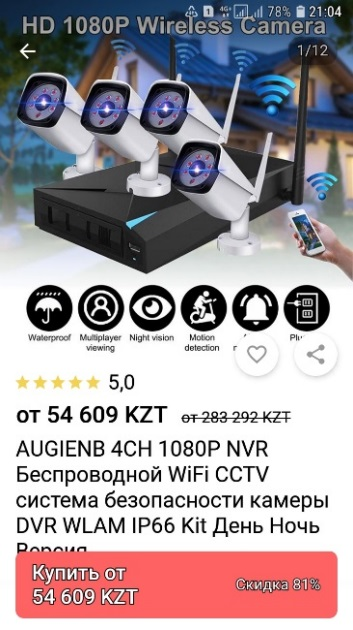 4G 78% 21:04
HD 1080P Wireless Camera
1/12
Waterproof
Multiplayer
viewing
Night vision
Motion
detection
5,0
от 54 609 KZT от 283 292 KZT
AUGIENB 4CH 1080P NVR
Беспроводной WiFi CCTV
система безопасности камеры
DVR WLAM IP66 Kit День Ночь
Версия
Купить от
54 609 KZT
Скидка 81%